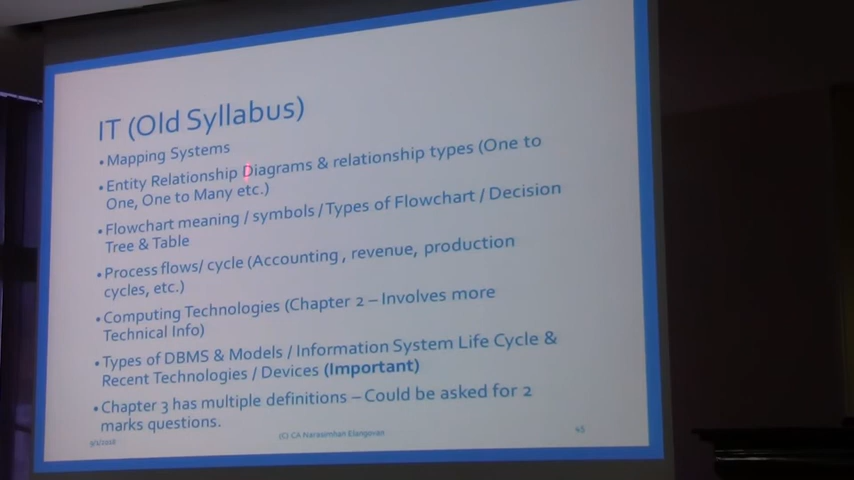 IT (Old Syllabus)
• Mapping Systems
• Entity Relationship Diagrams & relationship types (One to
One, One to Many etc.)
• Flowchart meaning / symbols / Types of Flowchart / Decision
Tree & Table
• Process flows/ cycle (Accounting , revenue, production
cycles, etc.)
• Computing Technologies (Chapter 2 – Involves more
Technical Info)
• Types of DBMS & Models / Information System Life Cycle &
Recent Technologies / Devices (Important)
• Chapter 3 has multiple definitions – Could be asked for 2
marks questions.
(C) CA Narasimhan Elangovan